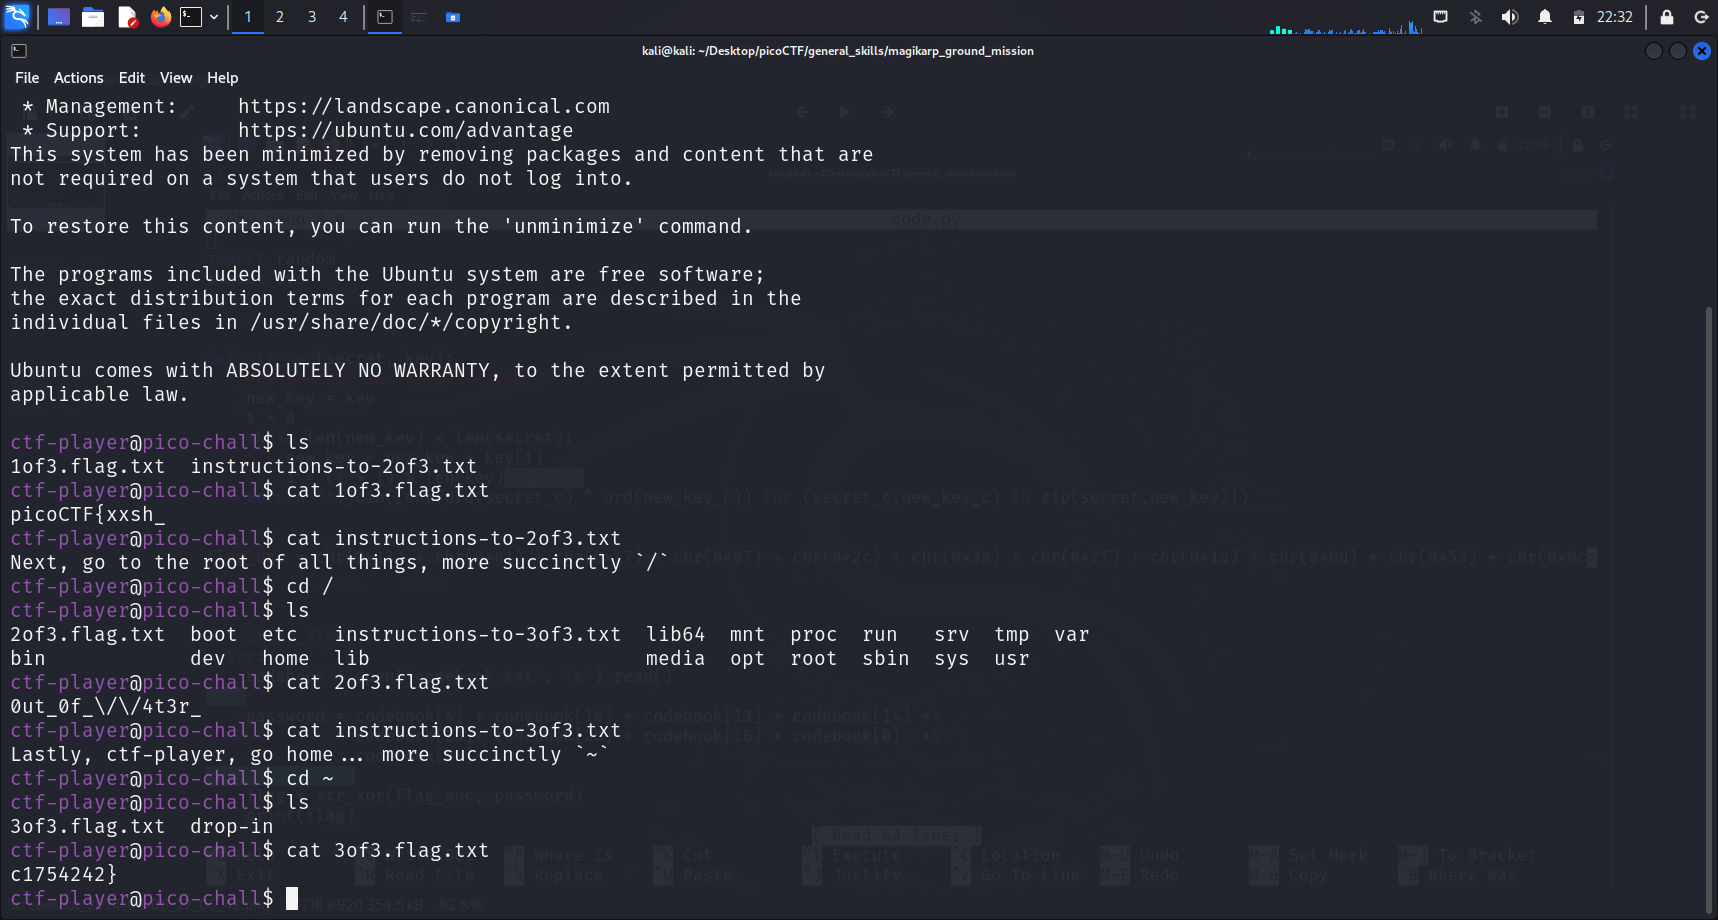 1 2 3 4 22:32
kali@kali: ~/Desktop/picoCTF/general_skills/magikarp_ground_mission
File Actions Edit View Help
* Management: https://landscape.canonical.com
* Support: https://ubuntu.com/advantage
This system has been minimized by removing packages and content that are
not required on a system that users do not log into.
To restore this content, you can run the 'unminimize' command.
The programs included with the Ubuntu system are free software;
the exact distribution terms for each program are described in the
individual files in /usr/share/doc/*/copyright.
Ubuntu comes with ABSOLUTELY NO WARRANTY, to the extent permitted by
applicable law.
ctf-player@pico-chall$ ls
1of3.flag.txt instructions-to-2of3.txt
ctf-player@pico-chall$ cat 1of3.flag.txt
picoCTF{xxsh_
ctf-player@pico-chall$ cat instructions-to-2of3.txt
Next, go to the root of all things, more succinctly `/`
ctf-player@pico-chall$ cd /
ctf-player@pico-chall$ ls
2of3.flag.txt boot etc instructions-to-3of3.txt lib64 mnt proc run srv tmp var
bin dev home lib media opt root sbin sys usr
ctf-player@pico-chall$ cat 2of3.flag.txt
0ut_0f_\/\/4t3r_
ctf-player@pico-chall$ cat instructions-to-3of3.txt
Lastly, ctf-player, go home... more succinctly `~`
ctf-player@pico-chall$ cd ~
ctf-player@pico-chall$ ls
3of3.flag.txt drop-in
ctf-player@pico-chall$ cat 3of3.flag.txt
c1754242}
ctf-player@pico-chall$